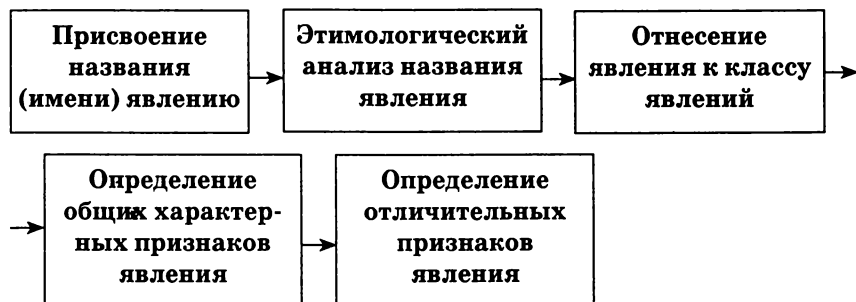 Присвоение
названия
(имени) явлению
Этимологический
анализ названия
явления
Отнесение
явления к классу
явлений
Определение
общих характер-
ных признаков
явления
Определение
отличительных
признаков
явления